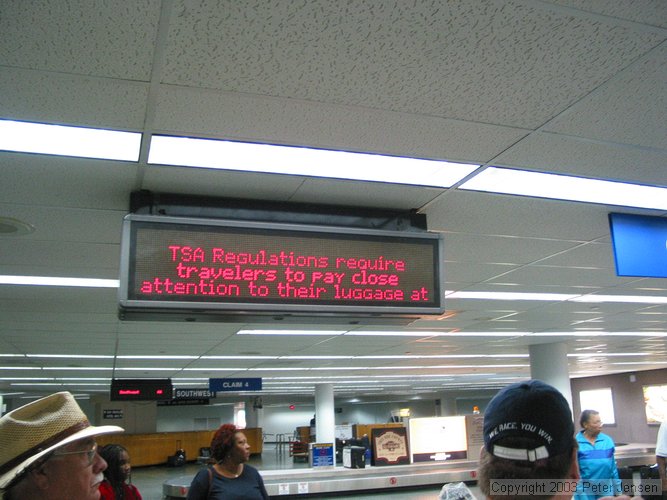 TSA Regulations require
travelers to pay close
attention to their luggage at
CLAIM 4
SOUTHWEST
WE RACE, YOU WIN.
Copyright 2003 Peter Jensen